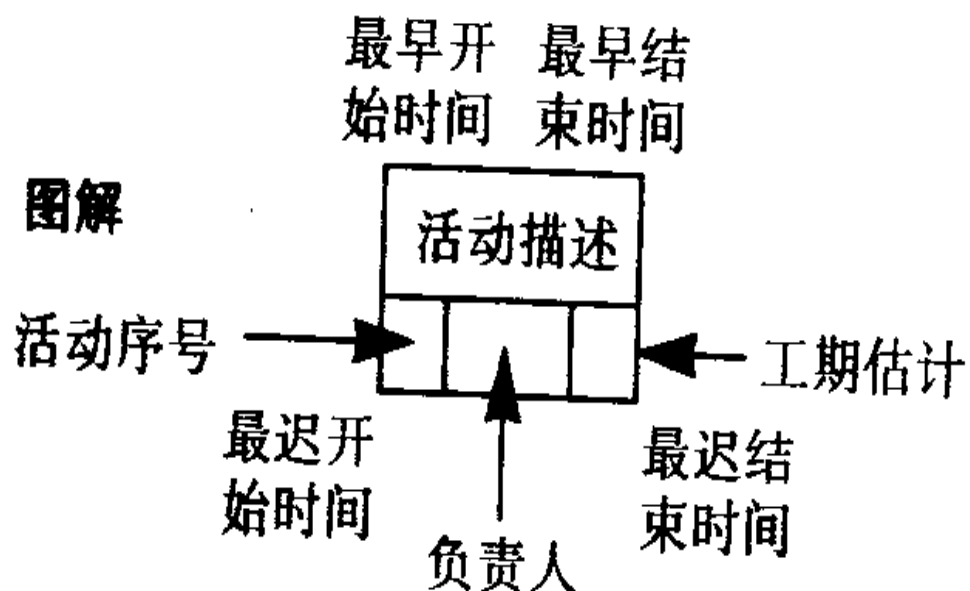 最早开
始时间
最早结
束时间
图解
活动描述
活动序号
工期估计
最迟开
始时间
最迟结
束时间
负责人